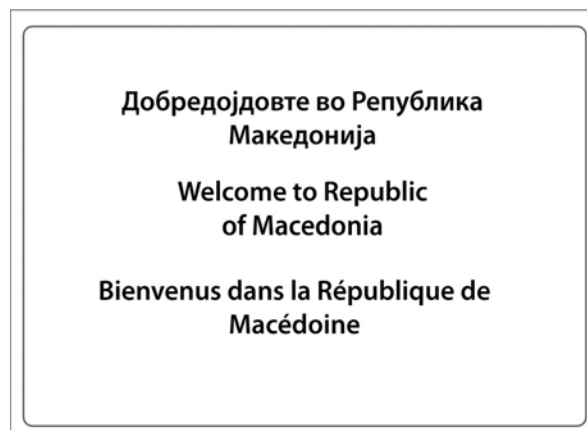 Добредојдовте во Република
Македонија
Welcome to Republic
of Macedonia
Bienvenus dans la République de
Macédoine